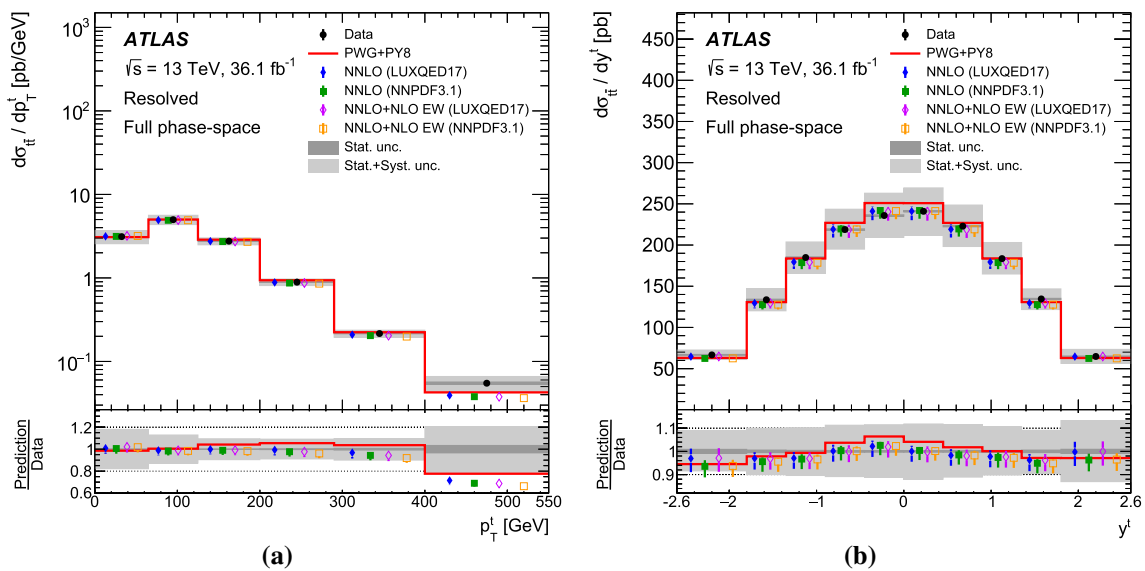 ATLAS
√s = 13 TeV, 36.1 fb⁻¹
Resolved
Full phase-space
Data
PWG+PY8
NNLO (LUXQED17)
NNLO (NNPDF3.1)
NNLO+NLO EW (LUXQED17)
NNLO+NLO EW (NNPDF3.1)
Stat. unc.
Stat.+Syst. unc.
dσ_tt̄ / dp_T^t [pb/GeV]
10³
10²
10
1
10⁻¹
Prediction
Data
1.2
1
0.8
0.6
0 100 200 300 400 500 550
p_T^t [GeV]
(a)
ATLAS
√s = 13 TeV, 36.1 fb⁻¹
Resolved
Full phase-space
Data
PWG+PY8
NNLO (LUXQED17)
NNLO (NNPDF3.1)
NNLO+NLO EW (LUXQED17)
NNLO+NLO EW (NNPDF3.1)
Stat. unc.
Stat.+Syst. unc.
dσ_tt̄ / dy^t [pb]
450
400
350
300
250
200
150
100
50
Prediction
Data
1.1
1
0.9
-2.6 −2 −1 0 1 2 2.6
y^t
(b)